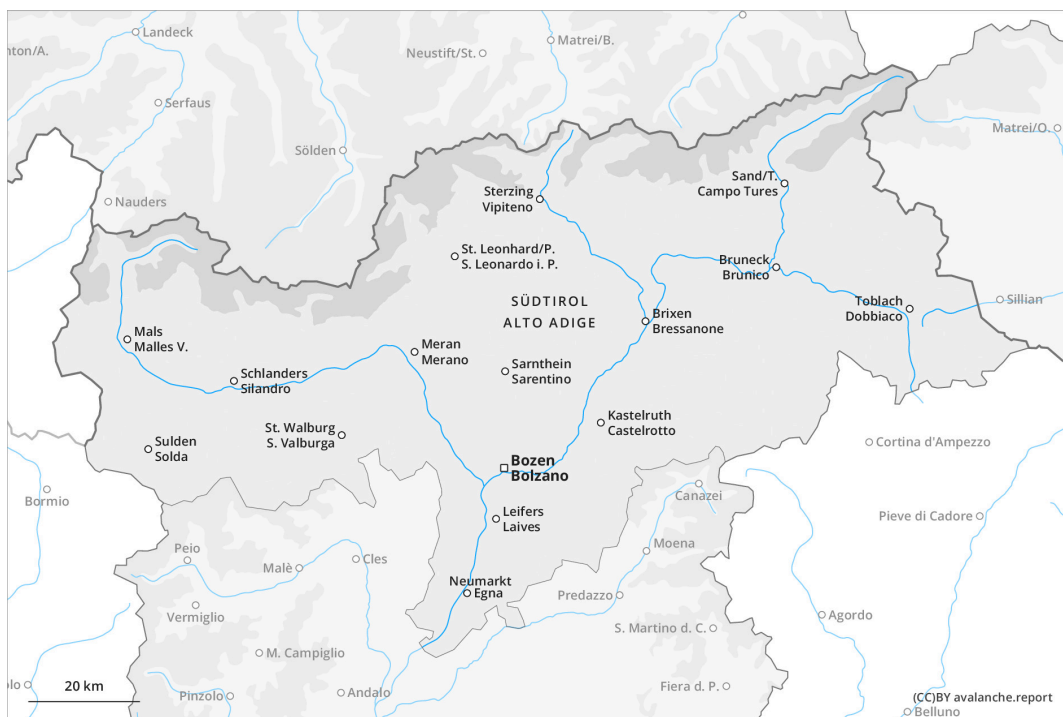 Landeck
nton/A.
Neustift/St.
Matrei/B.
Serfaus
Matrei/O.
Sölden
Sand/T.
Campo Tures
Sterzing
Vipiteno
Nauders
St. Leonhard/P.
S. Leonardo i. P.
Bruneck
Brunico
SÜDTIROL
ALTO ADIGE
Toblach
Dobbiaco
Sillian
Brixen
Bressanone
Mals
Malles V.
Meran
Merano
Sarnthein
Sarentino
Schlanders
Silandro
Kastelruth
Castelrotto
St. Walburg
S. Valburga
Sulden
Solda
Cortina d'Ampezzo
Bozen
Bolzano
Bormio
Canazei
Leifers
Laives
Pieve di Cadore
Peio
Moena
Cles
Malè
Neumarkt
Egna
Predazzo
Vermiglio
Agordo
S. Martino d. C.
M. Campiglio
olo
20 km
Pinzolo
Andalo
Fiera d. P.
(CC)BY avalanche.report
Belluno